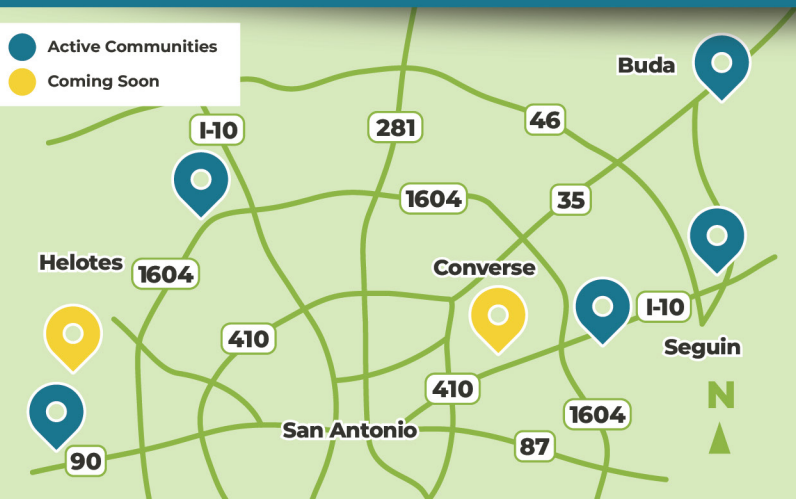 Active Communities
Coming Soon
Buda
I-10
281
46
1604
35
Helotes
1604
Converse
410
I-10
Seguin
410
N
San Antonio
1604
87
90